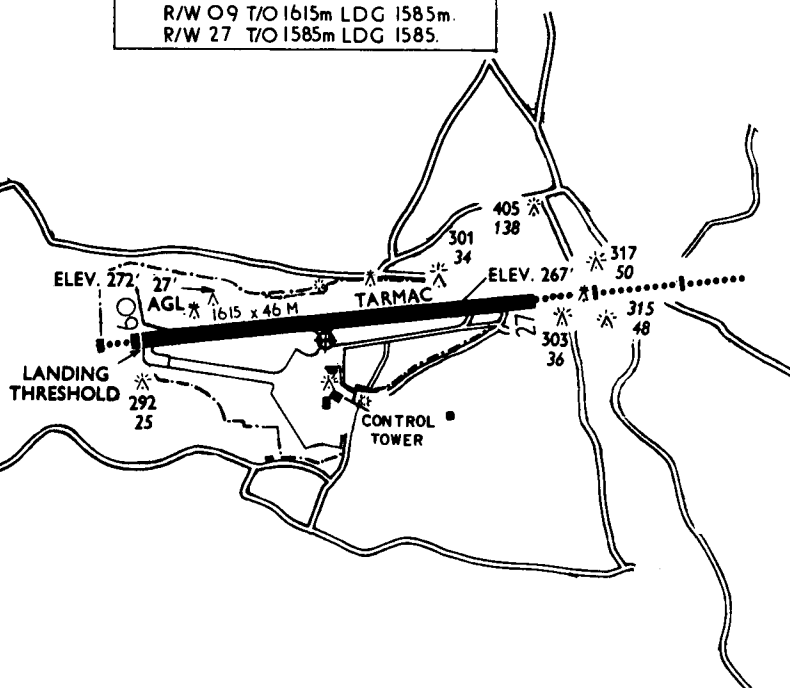 R/W 09 T/O 1615m LDG 1585m.
R/W 27 T/O 1585m LDG 1585.
405
138
301
34
317
50
ELEV. 272'
27'
AGL
ELEV. 267'
TARMAC
1615 x 46 M
09
27
315
48
303
36
LANDING
THRESHOLD
292
25
CONTROL
TOWER